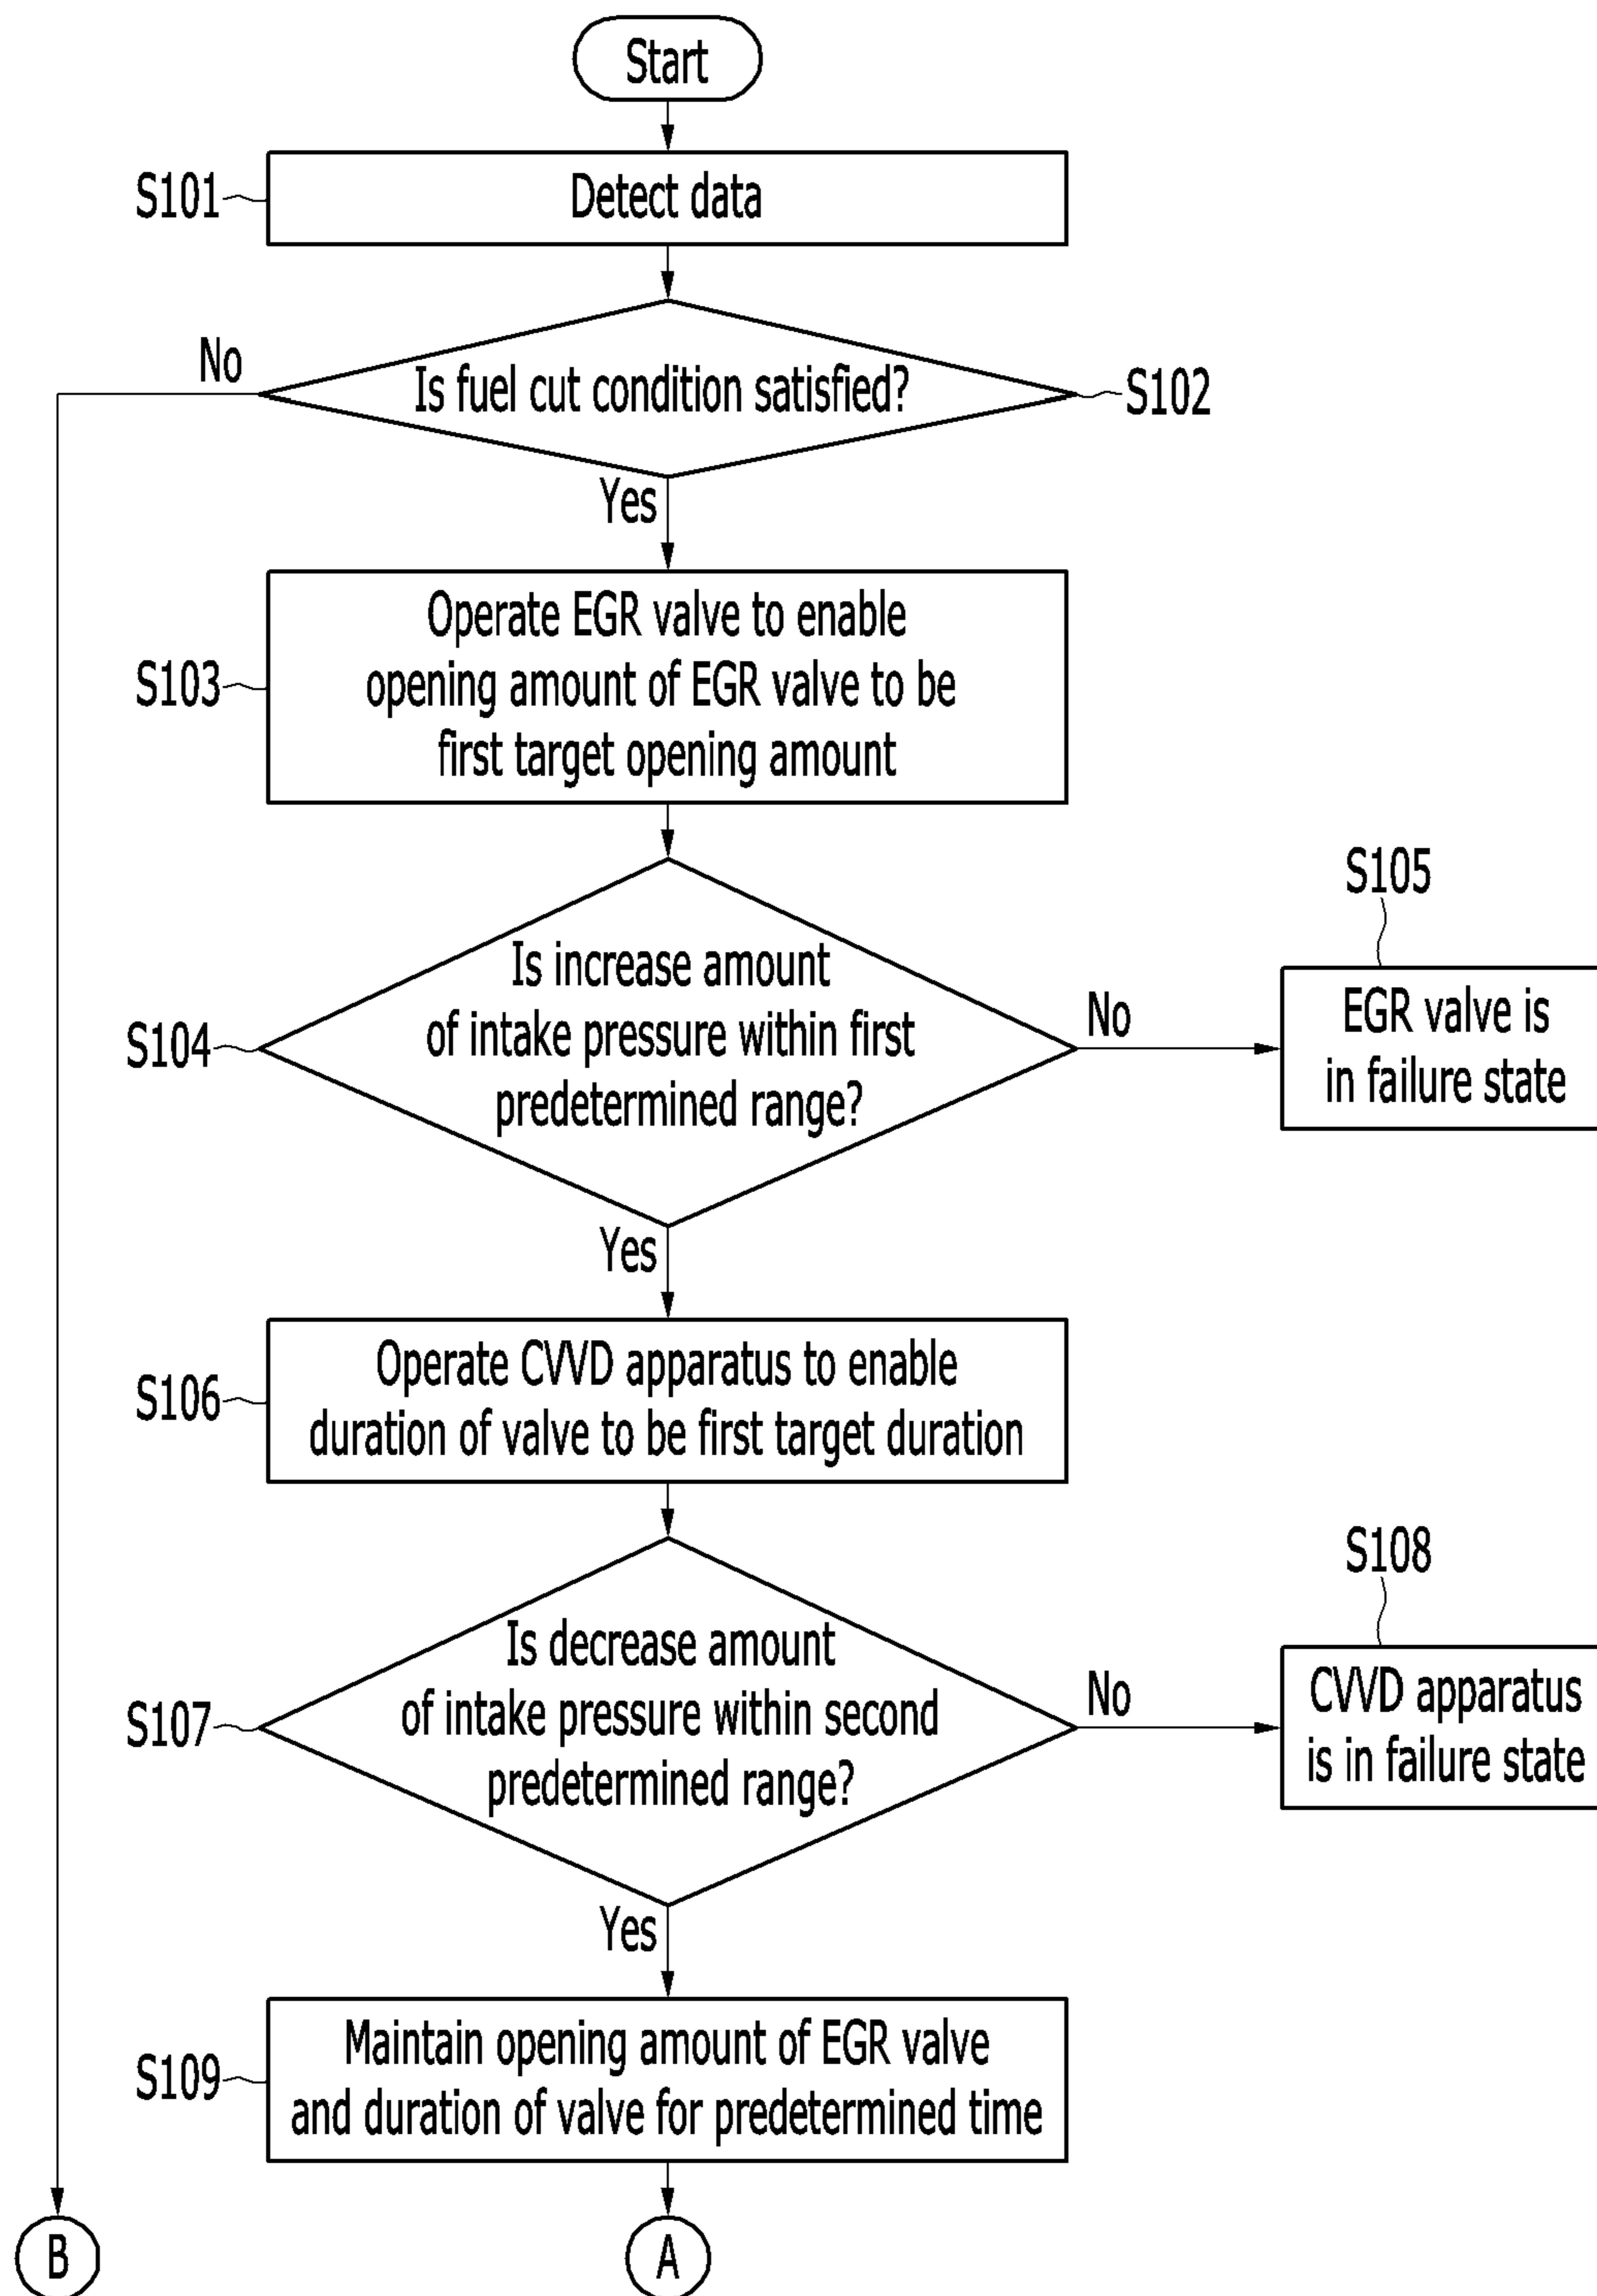 Start
S101
Detect data
No
Is fuel cut condition satisfied?
S102
Yes
S103
Operate EGR valve to enable
opening amount of EGR valve to be
first target opening amount
S104
Is increase amount
of intake pressure within first
predetermined range?
No
S105
EGR valve is
in failure state
Yes
S106
Operate CVVD apparatus to enable
duration of valve to be first target duration
S107
Is decrease amount
of intake pressure within second
predetermined range?
No
S108
CVVD apparatus
is in failure state
Yes
S109
Maintain opening amount of EGR valve
and duration of valve for predetermined time
B
A